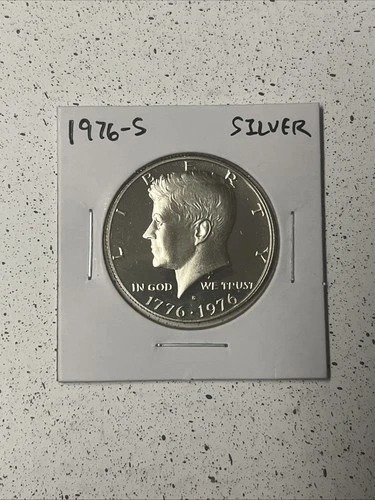 1976-S SILVER
LIBERTY
IN GOD WE TRUST
S
1776 · 1976